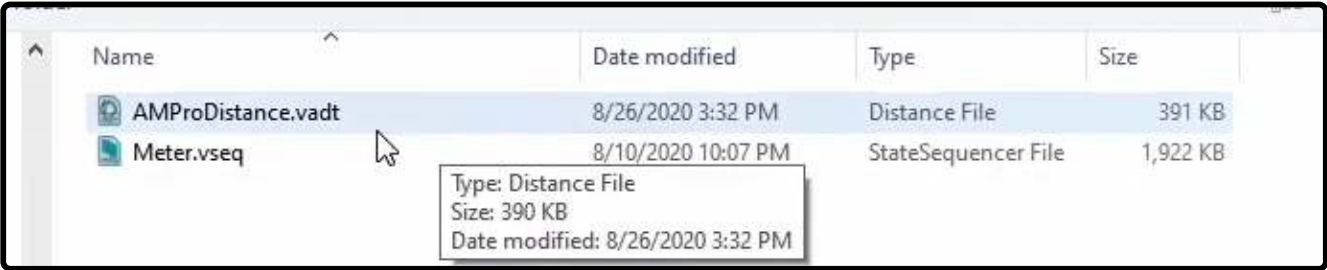 Name Date modified Type Size
AMProDistance.vadt 8/26/2020 3:32 PM Distance File 391 KB
Meter.vseq 8/10/2020 10:07 PM StateSequencer File 1,922 KB
Type: Distance File
Size: 390 KB
Date modified: 8/26/2020 3:32 PM